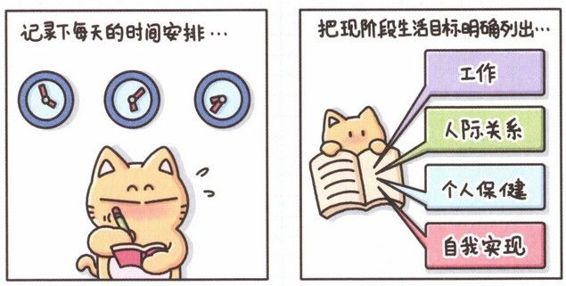 记录下每天的时间安排…
把现阶段生活目标明确列出…
工作
人际关系
个人保健
自我实现